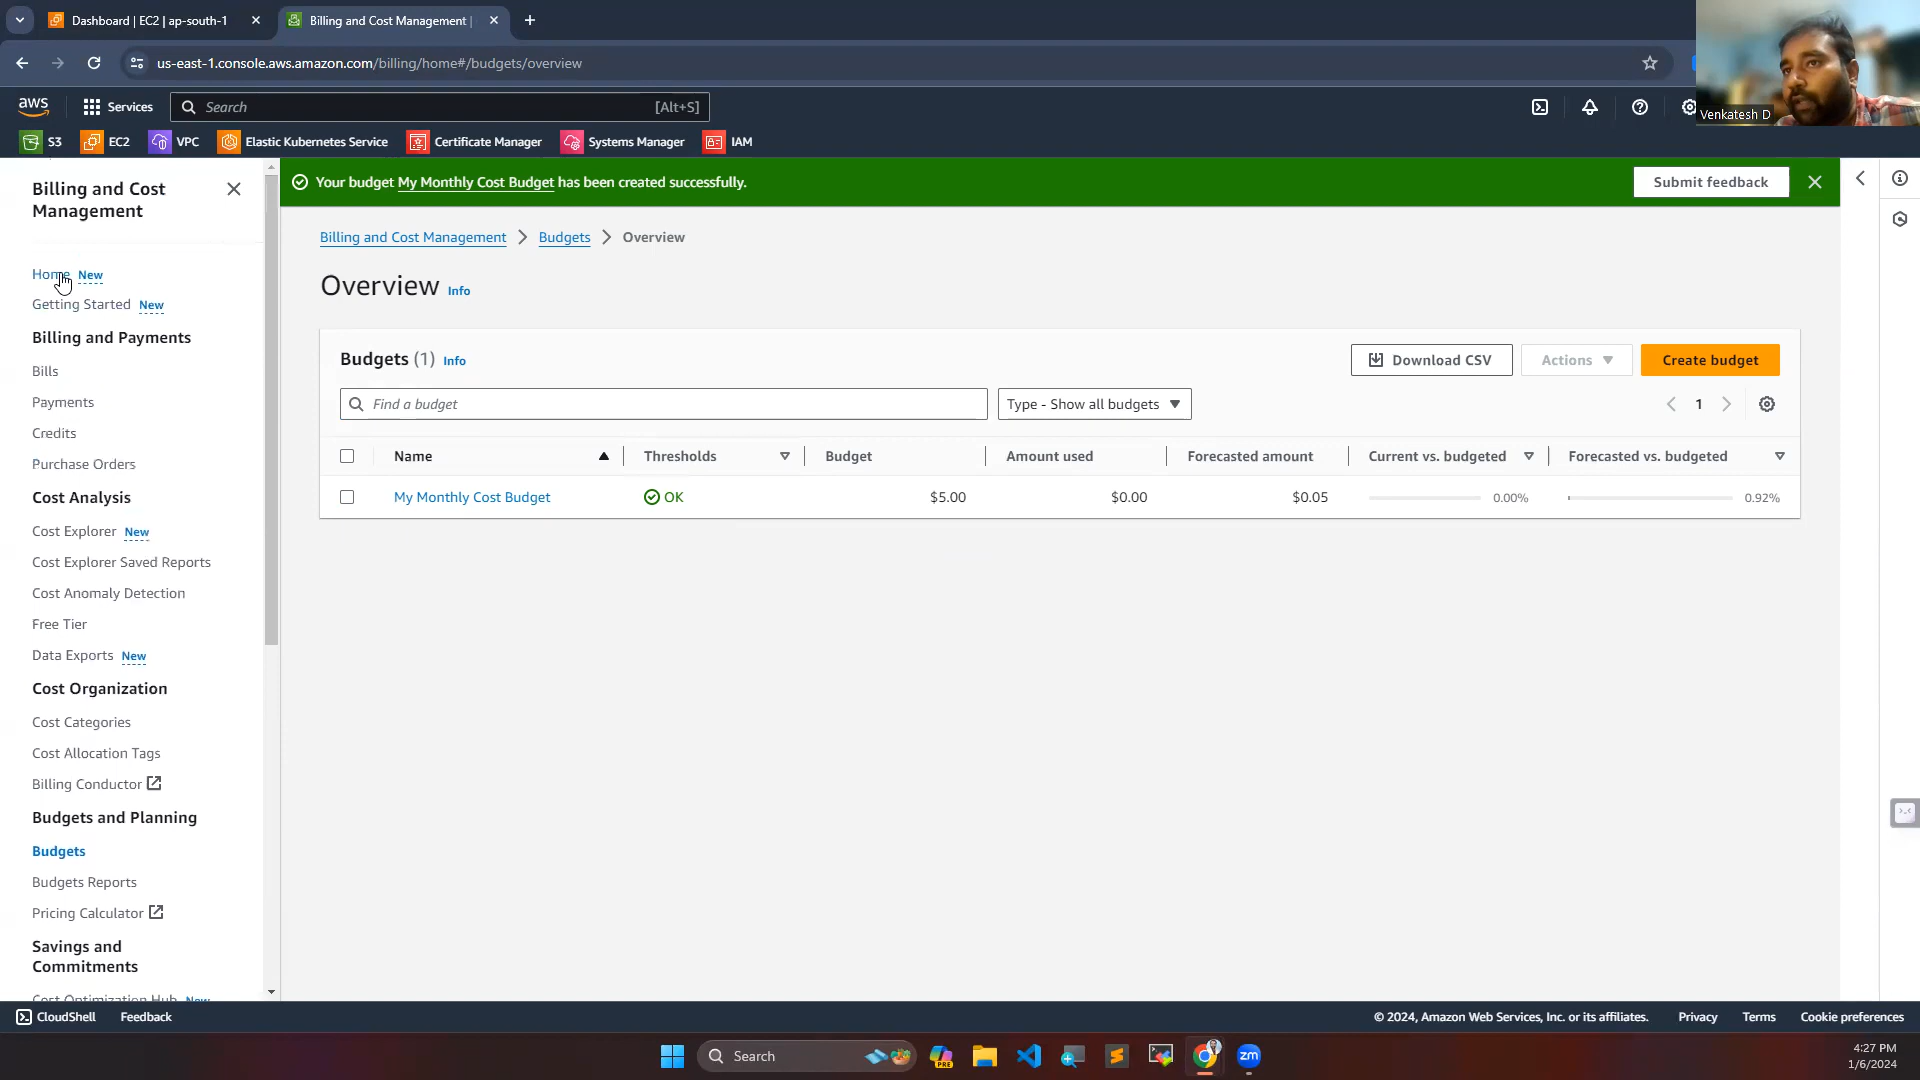 Dashboard | EC2 | ap-south-1
Billing and Cost Management |
us-east-1.console.aws.amazon.com/billing/home#/budgets/overview
Venkatesh D
aws
Services
Search
[Alt+S]
S3
EC2
VPC
Elastic Kubernetes Service
Certificate Manager
Systems Manager
IAM
Billing and Cost
Management
Home New
Getting Started New
Billing and Payments
Bills
Payments
Credits
Purchase Orders
Cost Analysis
Cost Explorer New
Cost Explorer Saved Reports
Cost Anomaly Detection
Free Tier
Data Exports New
Cost Organization
Cost Categories
Cost Allocation Tags
Billing Conductor
Budgets and Planning
Budgets
Budgets Reports
Pricing Calculator
Savings and
Commitments
Cost Optimization Hub New
Your budget My Monthly Cost Budget has been created successfully.
Submit feedback
Billing and Cost Management
Budgets
Overview
Overview Info
Budgets (1) Info
Download CSV
Actions
Create budget
Find a budget
Type - Show all budgets
1
Name
Thresholds
Budget
Amount used
Forecasted amount
Current vs. budgeted
Forecasted vs. budgeted
My Monthly Cost Budget
OK
$5.00
$0.00
$0.05
0.00%
0.92%
CloudShell
Feedback
© 2024, Amazon Web Services, Inc. or its affiliates.
Privacy
Terms
Cookie preferences
Search
PRE
zm
4:27 PM
1/6/2024